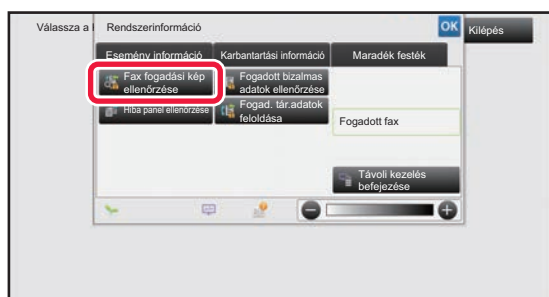 Válassza a
Rendszerinformáció
OK
Kilépés
Esemény információ
Karbantartási információ
Maradék festék
Fax fogadási kép
ellenőrzése
Fogadott bizalmas
adatok ellenőrzése
Hiba panel ellenőrzése
Fogad. tár.adatok
feloldása
Fogadott fax
Távoli kezelés
befejezése